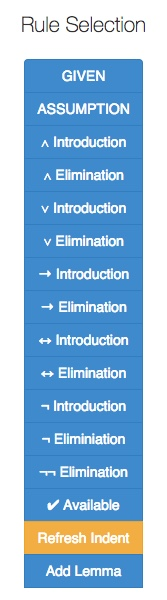 Rule Selection
GIVEN
ASSUMPTION
∧ Introduction
∧ Elimination
∨ Introduction
∨ Elimination
→ Introduction
→ Elimination
↔ Introduction
↔ Elimination
¬ Introduction
¬ Eliminiation
¬¬ Elimination
✔ Available
Refresh Indent
Add Lemma